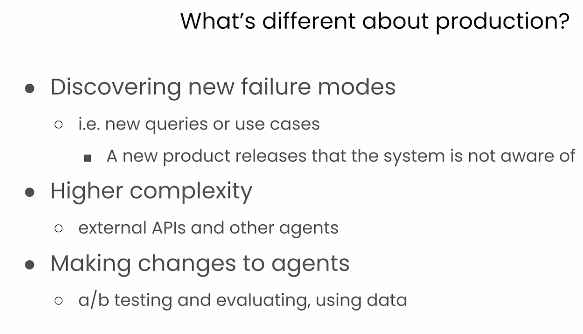 What's different about production?
● Discovering new failure modes
○ i.e. new queries or use cases
■ A new product releases that the system is not aware of
● Higher complexity
○ external APIs and other agents
● Making changes to agents
○ a/b testing and evaluating, using data